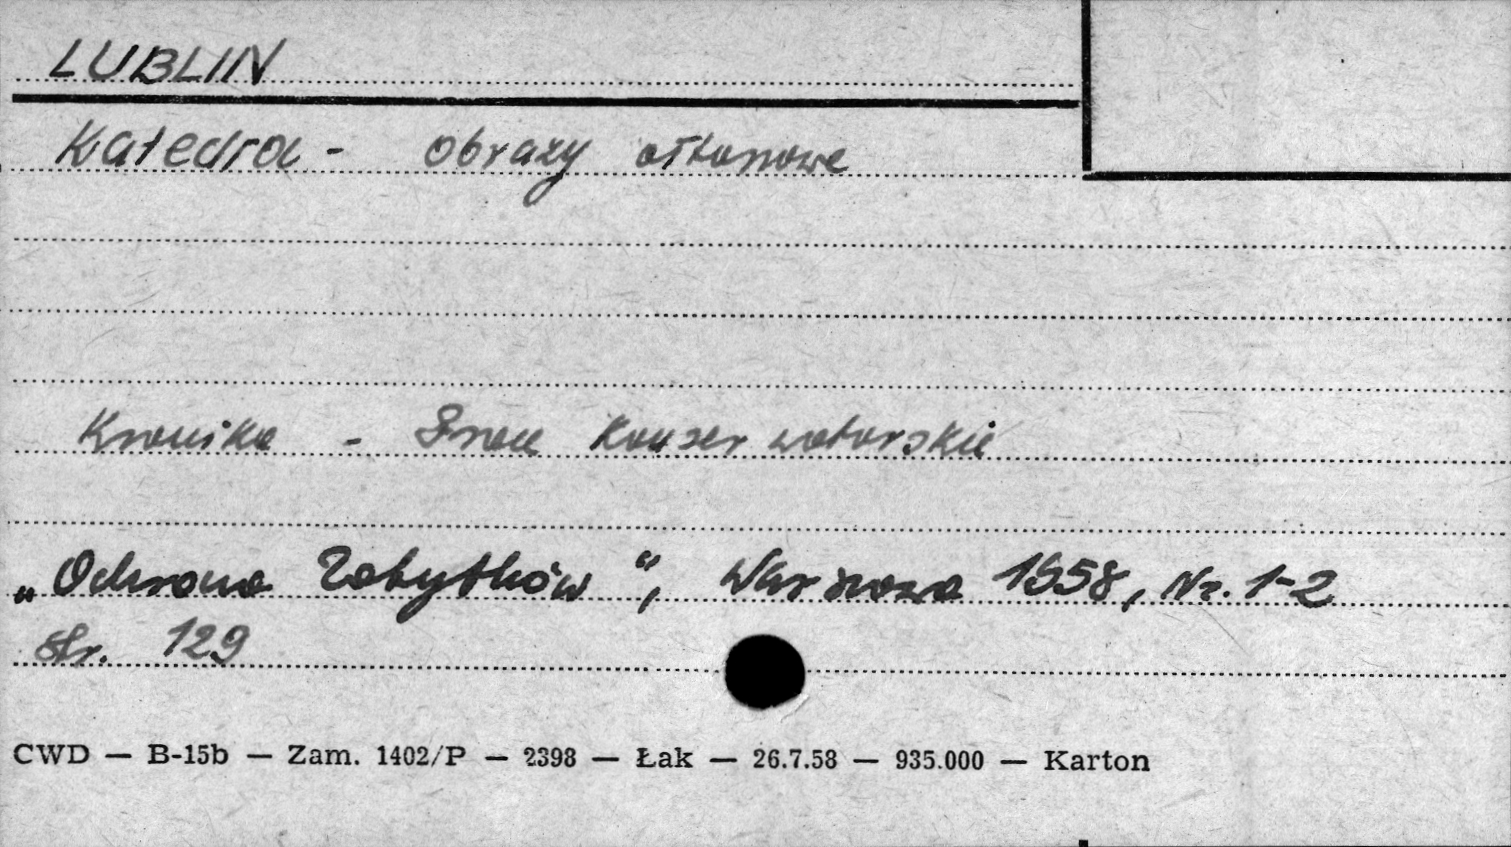 LUBLIN
Katedra - obrazy ołtarzowe
Kronika - Prace konserwatorskie
„Ochrona Zabytków", Warszawa 1958, Nr. 1-2
str. 129
CWD — B-15b — Zam. 1402/P — 2398 — Łak — 26.7.58 — 935.000 — Karton